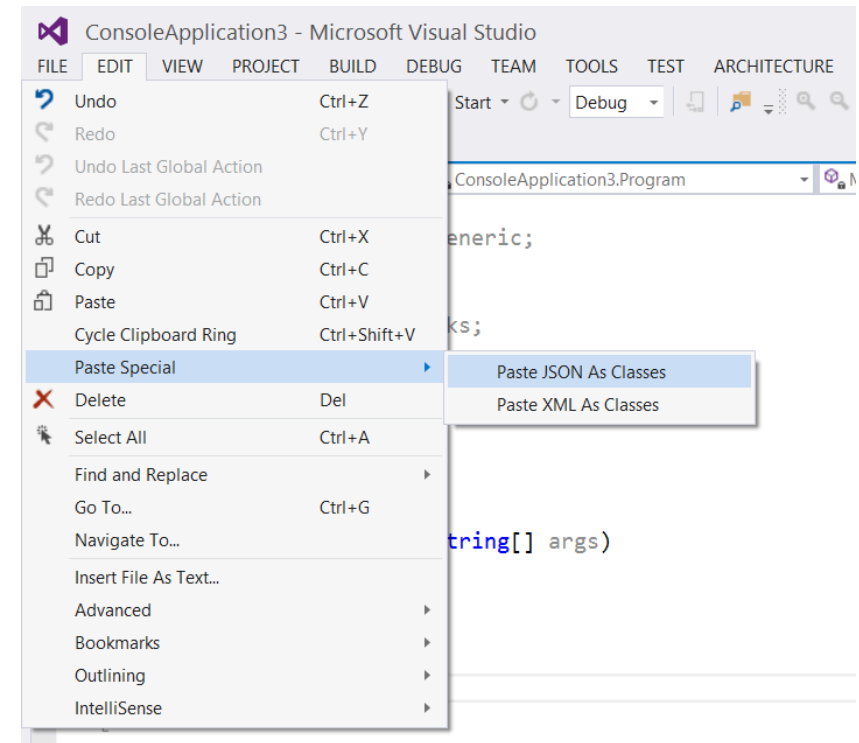 ConsoleApplication3 - Microsoft Visual Studio
FILE EDIT VIEW PROJECT BUILD DEBUG TEAM TOOLS TEST ARCHITECTURE
Undo Ctrl+Z Start Debug
Redo Ctrl+Y
Undo Last Global Action
ConsoleApplication3.Program
Redo Last Global Action
Cut Ctrl+X eneric;
Copy Ctrl+C
Paste Ctrl+V
Cycle Clipboard Ring Ctrl+Shift+V ks;
Paste Special Paste JSON As Classes
Delete Del Paste XML As Classes
Select All Ctrl+A
Find and Replace
Go To... Ctrl+G
Navigate To... tring[] args)
Insert File As Text...
Advanced
Bookmarks
Outlining
IntelliSense